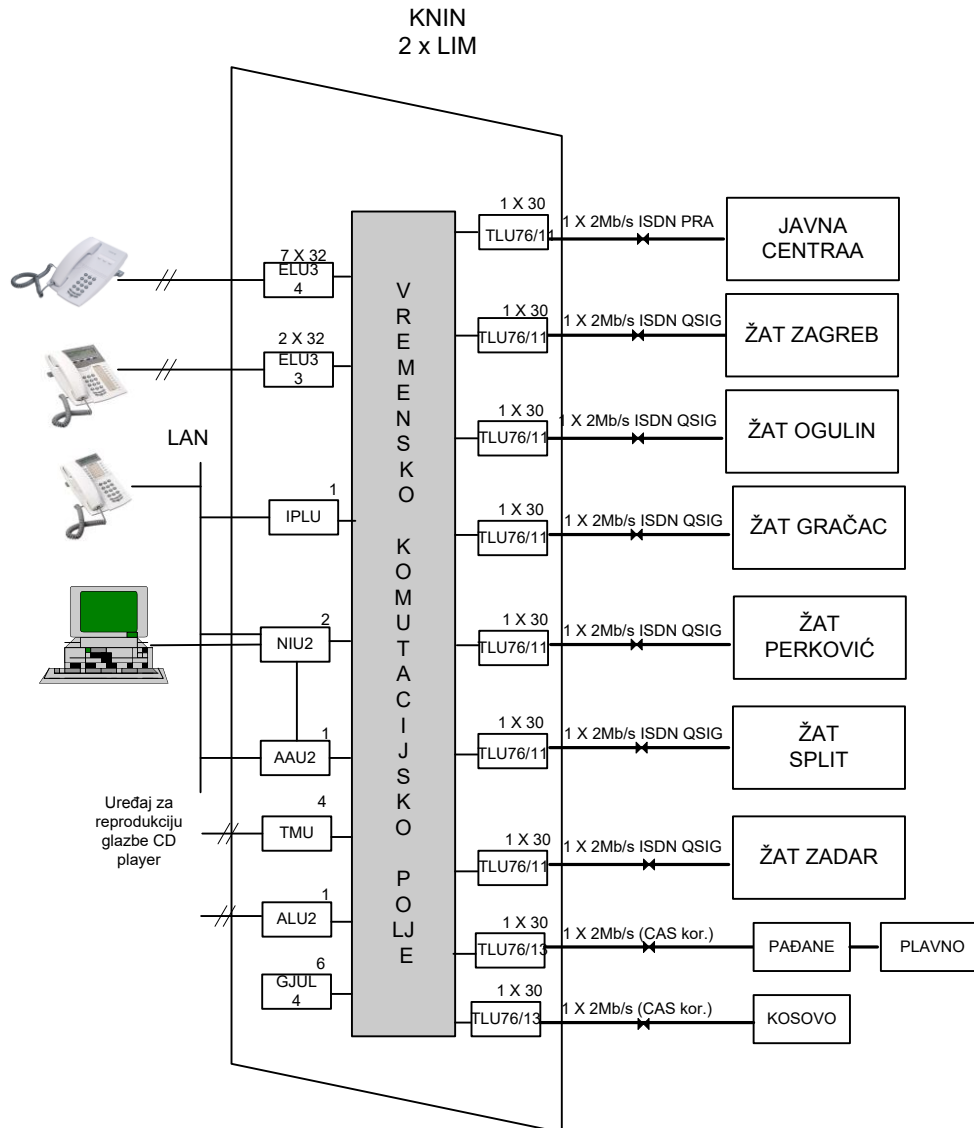 KNIN
2 x LIM
7 X 32
ELU3
4
2 X 32
ELU3
3
LAN
1
IPLU
2
NIU2
1
AAU2
Uređaj za
reprodukciju
glazbe CD
player
4
TMU
1
ALU2
6
GJUL
4
V
R
E
M
E
N
S
K
O
K
O
M
U
T
A
C
I
J
S
K
O
P
O
LJ
E
1 X 30
TLU76/11
1 X 2Mb/s ISDN PRA
JAVNA
CENTRAA
1 X 30
TLU76/11
1 X 2Mb/s ISDN QSIG
ŽAT ZAGREB
1 X 30
TLU76/11
1 X 2Mb/s ISDN QSIG
ŽAT OGULIN
1 X 30
TLU76/11
1 X 2Mb/s ISDN QSIG
ŽAT GRAČAC
1 X 30
TLU76/11
1 X 2Mb/s ISDN QSIG
ŽAT
PERKOVIĆ
1 X 30
TLU76/11
1 X 2Mb/s ISDN QSIG
ŽAT
SPLIT
1 X 30
TLU76/11
1 X 2Mb/s ISDN QSIG
ŽAT ZADAR
1 X 30
TLU76/13
1 X 2Mb/s (CAS kor.)
PAĐANE
PLAVNO
1 X 30
TLU76/13
1 X 2Mb/s (CAS kor.)
KOSOVO